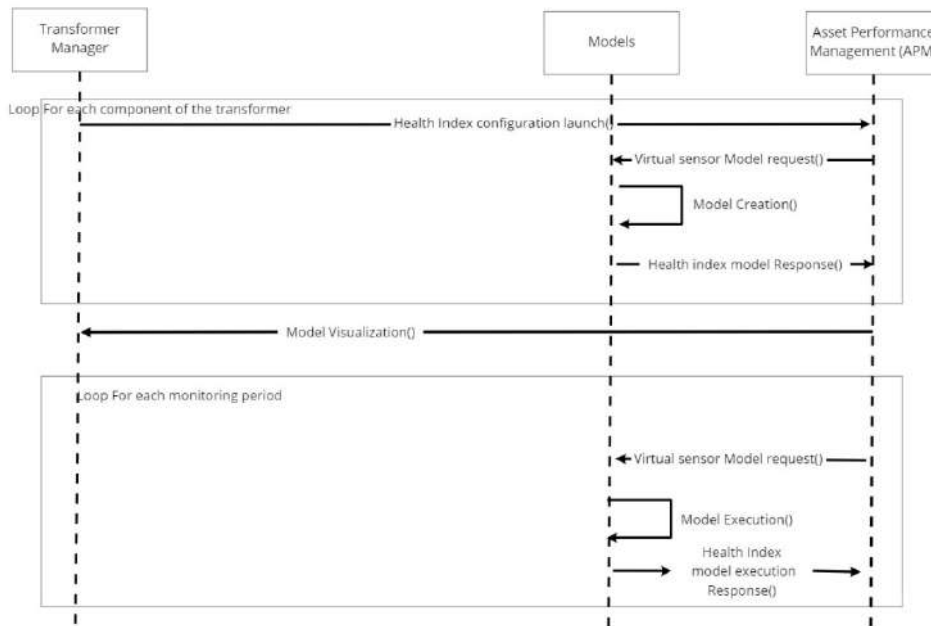 Transformer
Manager
Models
Asset Performance
Management (APM
Loop For each component of the transformer
Health Index configuration launch()
Virtual sensor Model request()
Model Creation()
Health index model Response()
Model Visualization()
Loop For each monitoring period
Virtual sensor Model request()
Model Execution()
Health Index
model execution
Response()